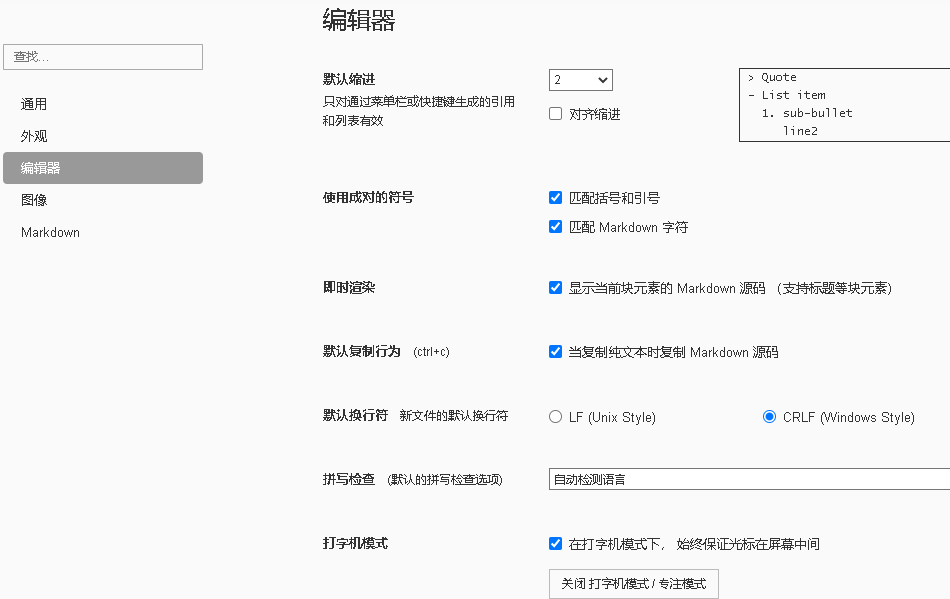 编辑器
查找...
通用
外观
编辑器
图像
Markdown
默认缩进
只对通过菜单栏或快捷键生成的引用
和列表有效
2
对齐缩进
> Quote
- List item
1. sub-bullet
line2
使用成对的符号
匹配括号和引号
匹配 Markdown 字符
即时渲染
显示当前块元素的 Markdown 源码 （支持标题等块元素）
默认复制行为 (ctrl+c)
当复制纯文本时复制 Markdown 源码
默认换行符 新文件的默认换行符
LF (Unix Style)
CRLF (Windows Style)
拼写检查 (默认的拼写检查选项)
自动检测语言
打字机模式
在打字机模式下， 始终保证光标在屏幕中间
关闭 打字机模式 / 专注模式